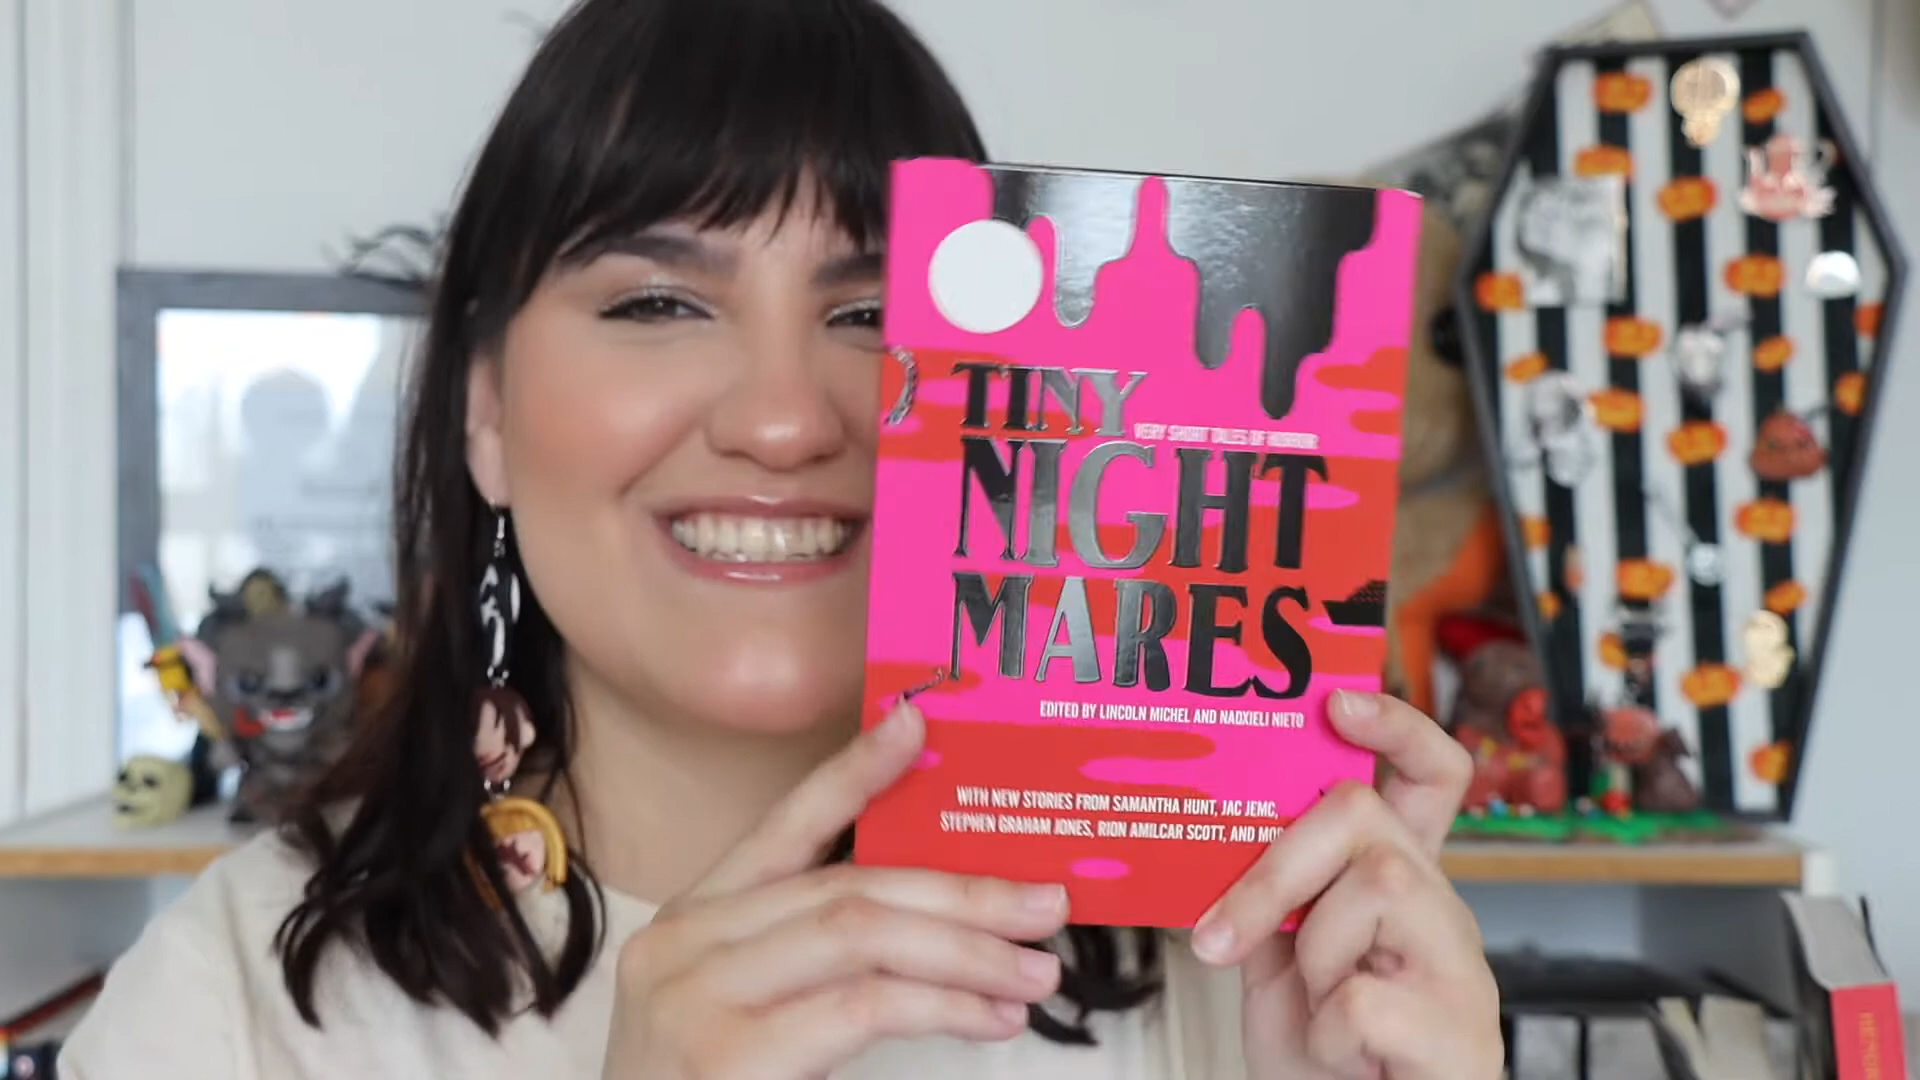 TINY
VERY SHORT TALES OF HORROR
NIGHT
MARES
EDITED BY LINCOLN MICHEL AND NADXIELI NIETO
WITH NEW STORIES FROM SAMANTHA HUNT, JAC JEMC,
STEPHEN GRAHAM JONES, RION AMILCAR SCOTT, AND